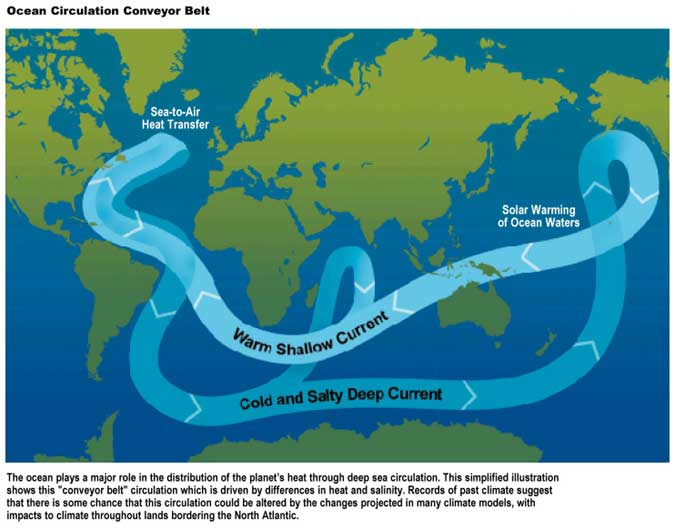 Ocean Circulation Conveyor Belt
Sea-to-Air
Heat Transfer
Solar Warming
of Ocean Waters
Warm Shallow Current
Cold and Salty Deep Current
The ocean plays a major role in the distribution of the planet's heat through deep sea circulation. This simplified illustration
shows this "conveyor belt" circulation which is driven by differences in heat and salinity. Records of past climate suggest
that there is some chance that this circulation could be altered by the changes projected in many climate models, with
impacts to climate throughout lands bordering the North Atlantic.